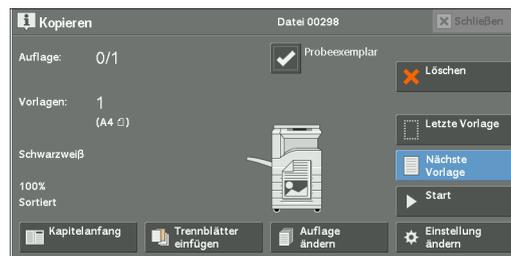 Kopieren
Datei 00298
Schließen
Auflage: 0/1
Probeexemplar
Löschen
Vorlagen: 1
(A4)
Letzte Vorlage
Schwarzweiß
Nächste
Vorlage
100%
Sortiert
Start
Kapitelanfang
Trennblätter
einfügen
Auflage
ändern
Einstellung
ändern